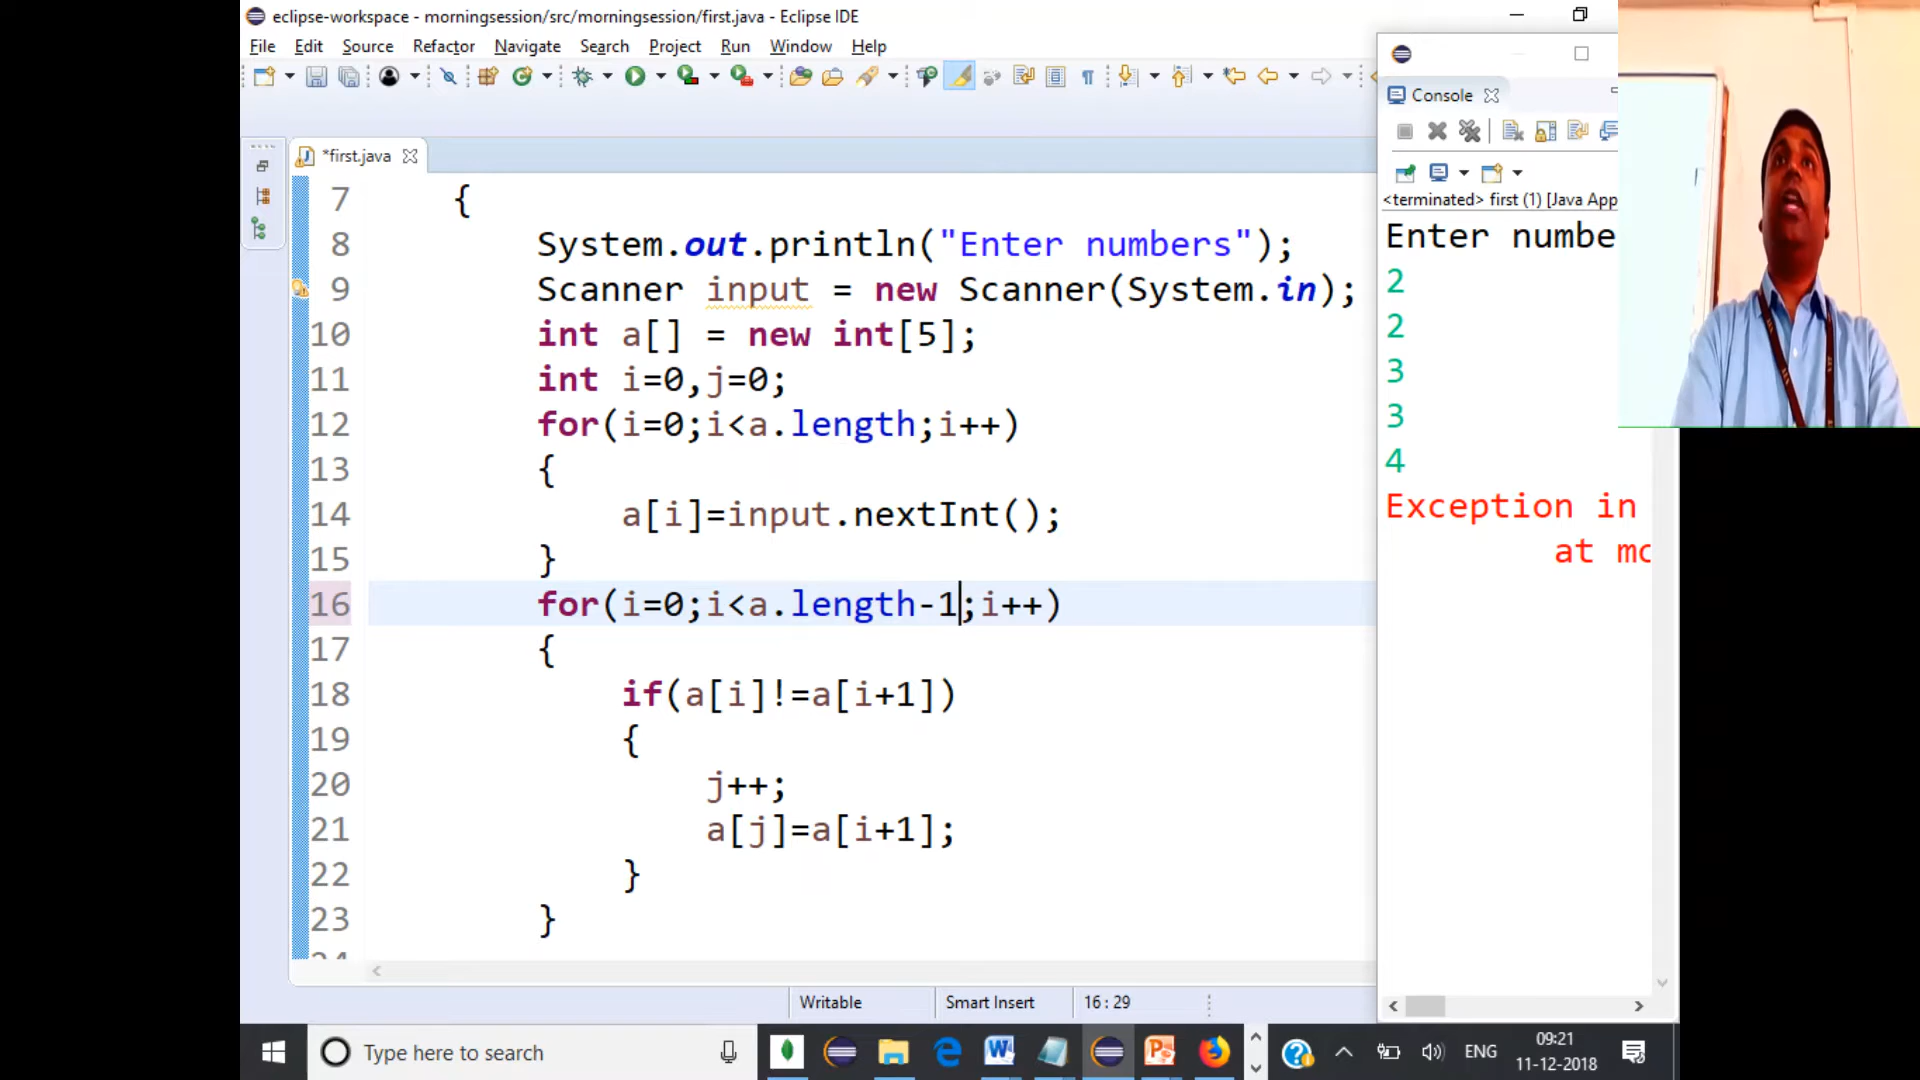 eclipse-workspace - morningsession/src/morningsession/first.java - Eclipse IDE
File Edit Source Refactor Navigate Search Project Run Window Help
*first.java
7 {
8 System.out.println("Enter numbers");
9 Scanner input = new Scanner(System.in);
10 int a[] = new int[5];
11 int i=0,j=0;
12 for(i=0;i<a.length;i++)
13 {
14 a[i]=input.nextInt();
15 }
16 for(i=0;i<a.length-1;i++)
17 {
18 if(a[i]!=a[i+1])
19 {
20 j++;
21 a[j]=a[i+1];
22 }
23 }
Console
<terminated> first (1) [Java App
Enter numbe
2
2
3
3
4
Exception in
at mo
Writable Smart Insert 16 : 29
Type here to search
ENG
09:21
11-12-2018